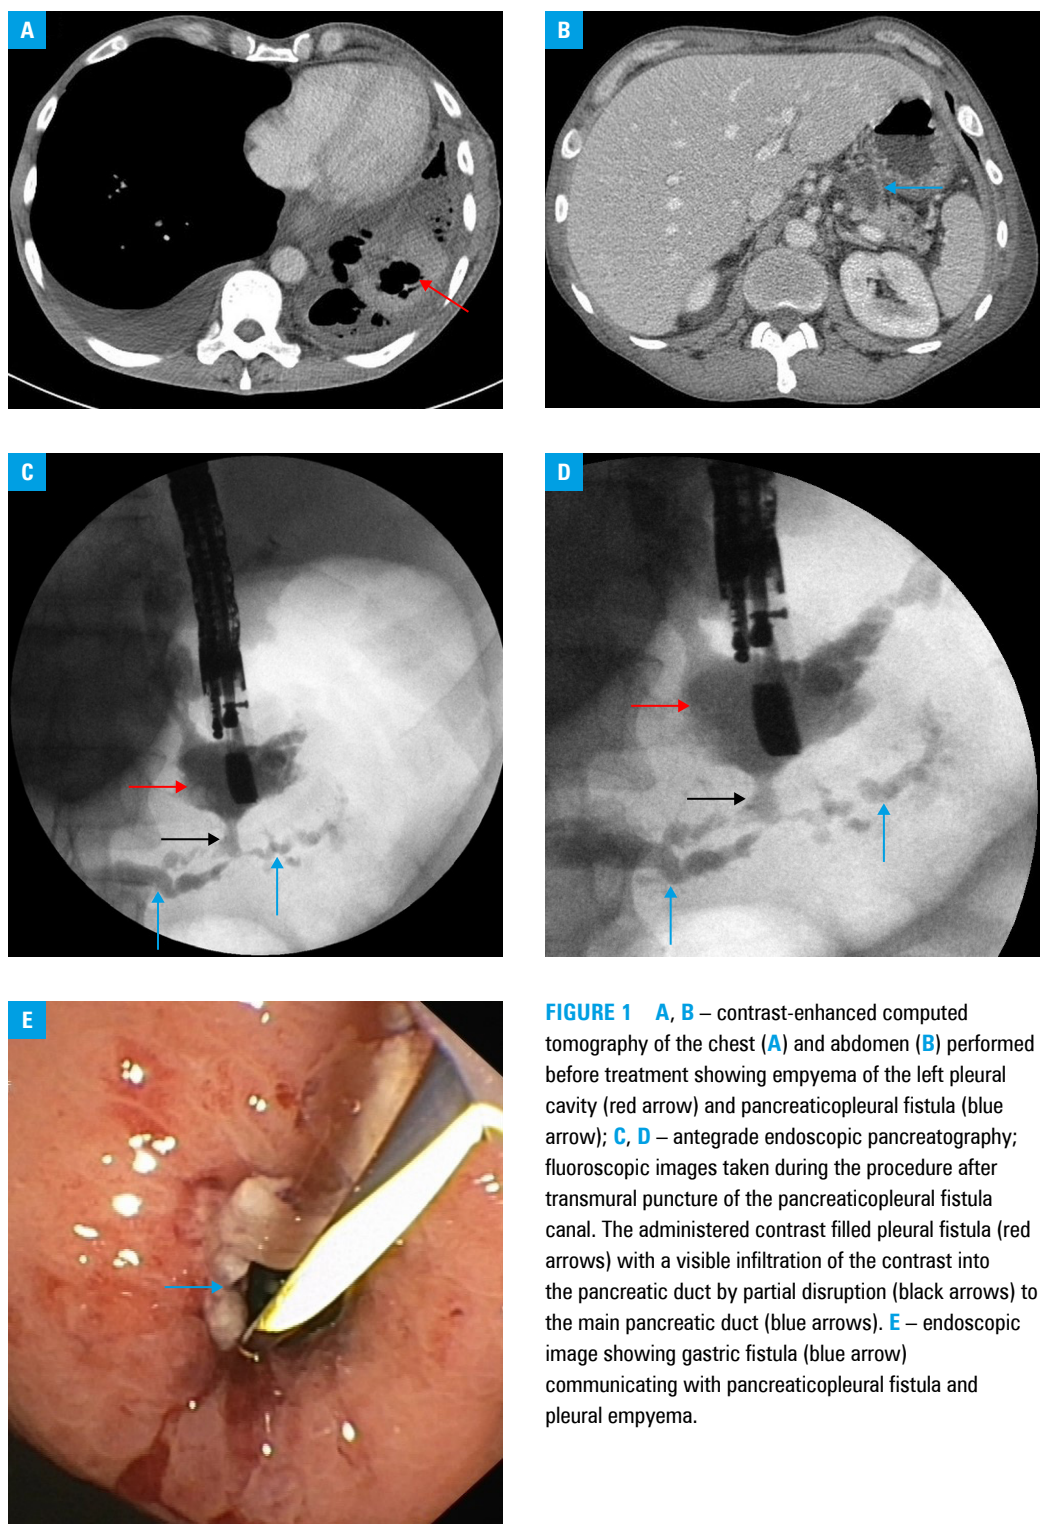 A
B
C
D
E
FIGURE 1 A, B – contrast-enhanced computed
tomography of the chest (A) and abdomen (B) performed
before treatment showing empyema of the left pleural
cavity (red arrow) and pancreaticopleural fistula (blue
arrow); C, D – antegrade endoscopic pancreatography;
fluoroscopic images taken during the procedure after
transmural puncture of the pancreaticopleural fistula
canal. The administered contrast filled pleural fistula (red
arrows) with a visible infiltration of the contrast into
the pancreatic duct by partial disruption (black arrows) to
the main pancreatic duct (blue arrows). E – endoscopic
image showing gastric fistula (blue arrow)
communicating with pancreaticopleural fistula and
pleural empyema.